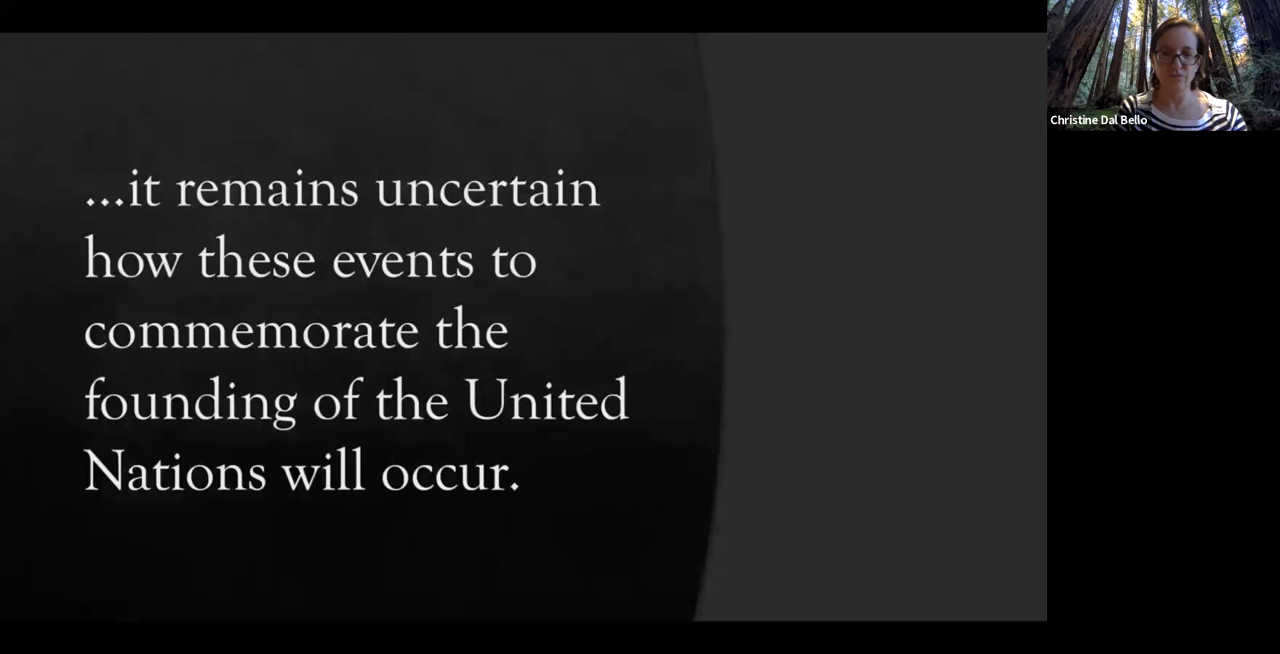 ...it remains uncertain
how these events to
commemorate the
founding of the United
Nations will occur.
Christine Dal Bello